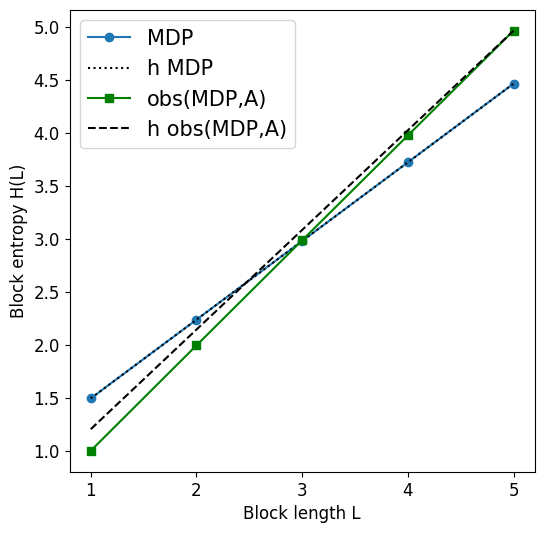 MDP
h MDP
obs(MDP,A)
h obs(MDP,A)
Block entropy H(L)
5.0
4.5
4.0
3.5
3.0
2.5
2.0
1.5
1.0
1 2 3 4 5
Block length L